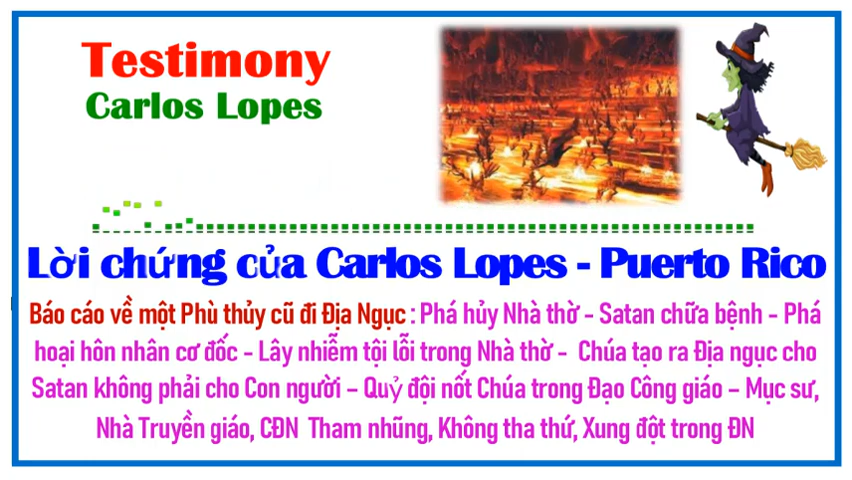 Testimony
Carlos Lopes
Lời chứng của Carlos Lopes - Puerto Rico
Báo cáo về một Phù thủy cũ đi Địa Ngục : Phá hủy Nhà thờ - Satan chữa bệnh - Phá
hoại hôn nhân cơ đốc - Lây nhiễm tội lỗi trong Nhà thờ - Chúa tạo ra Địa ngục cho
Satan không phải cho Con người – Quỷ đội nốt Chúa trong Đạo Công giáo – Mục sư,
Nhà Truyền giáo, CĐN Tham nhũng, Không tha thứ, Xung đột trong ĐN